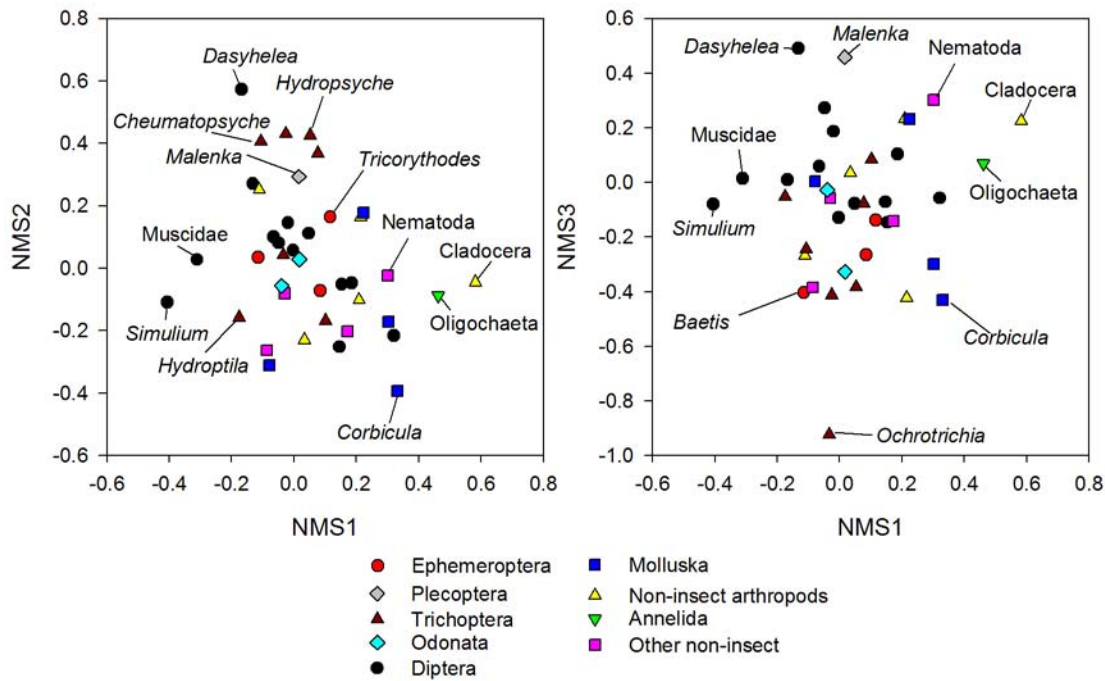 0.8
0.6
0.4
0.2
0.0
-0.2
-0.4
-0.6
NMS2
-0.6 -0.4 -0.2 0.0 0.2 0.4 0.6 0.8
NMS1
Dasyhelea
Hydropsyche
Cheumatopsyche
Malenka
Tricorythodes
Muscidae
Nematoda
Cladocera
Simulium
Oligochaeta
Hydroptila
Corbicula
0.6
0.4
0.2
0.0
-0.2
-0.4
-0.6
-0.8
-1.0
NMS3
-0.6 -0.4 -0.2 0.0 0.2 0.4 0.6 0.8
NMS1
Malenka
Dasyhelea
Nematoda
Cladocera
Muscidae
Oligochaeta
Simulium
Baetis
Corbicula
Ochrotrichia
Ephemeroptera
Plecoptera
Trichoptera
Odonata
Diptera
Molluska
Non-insect arthropods
Annelida
Other non-insect